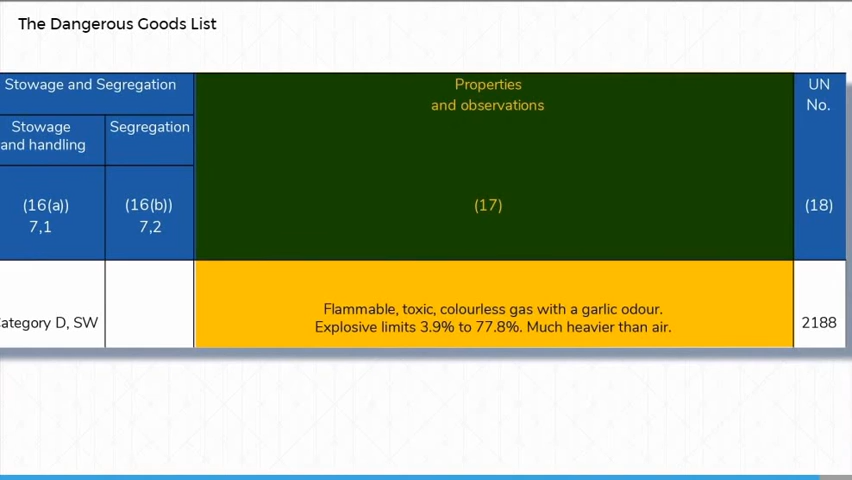 The Dangerous Goods List
Stowage and Segregation
Properties
and observations
UN
No.
Stowage
and handling
Segregation
(16(a))
7,1
(16(b))
7,2
(17)
(18)
D, SW
Flammable, toxic, colourless gas with a garlic odour.
Explosive limits 3.9% to 77.8%. Much heavier than air.
2188